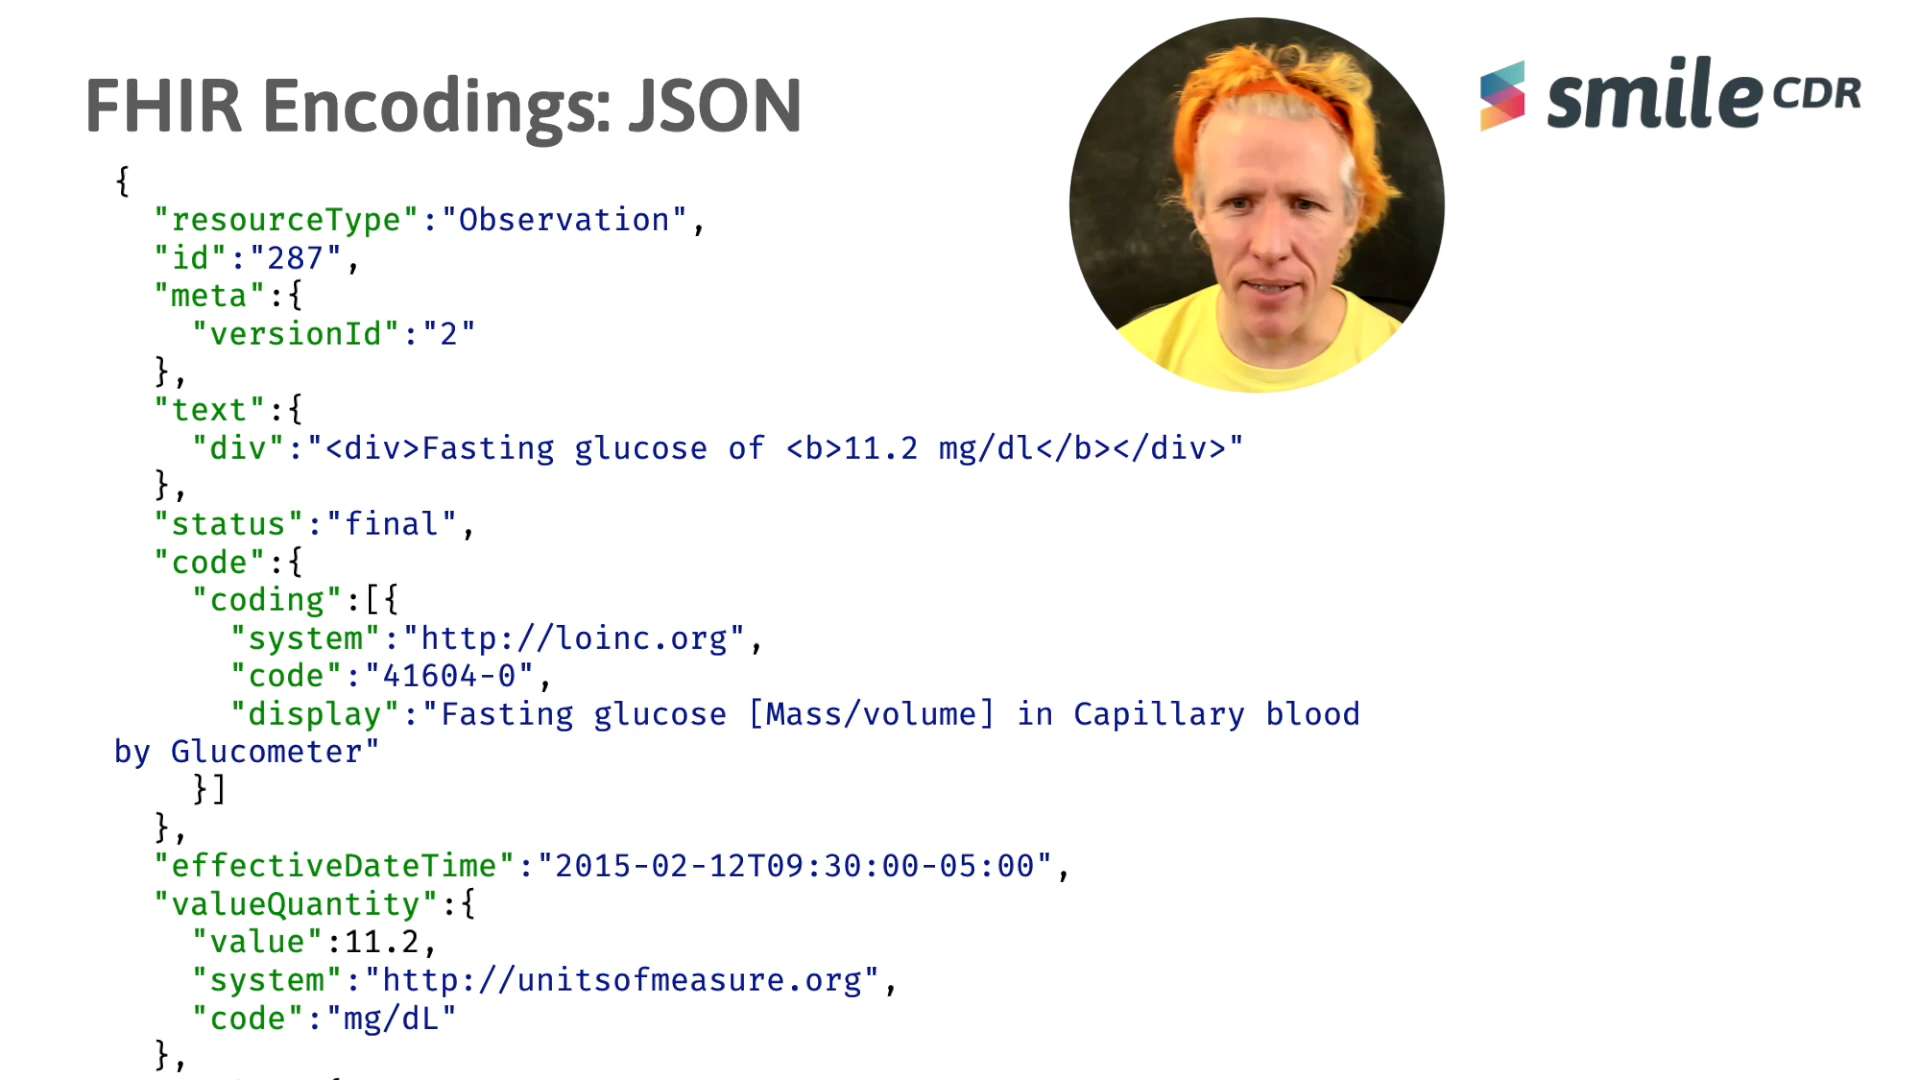 FHIR Encodings: JSON
smile CDR
{
  "resourceType":"Observation",
  "id":"287",
  "meta":{
    "versionId":"2"
  },
  "text":{
    "div":"<div>Fasting glucose of <b>11.2 mg/dl</b></div>"
  },
  "status":"final",
  "code":{
    "coding":[{
      "system":"http://loinc.org",
      "code":"41604-0",
      "display":"Fasting glucose [Mass/volume] in Capillary blood
by Glucometer"
    }]
  },
  "effectiveDateTime":"2015-02-12T09:30:00-05:00",
  "valueQuantity":{
    "value":11.2,
    "system":"http://unitsofmeasure.org",
    "code":"mg/dL"
  },